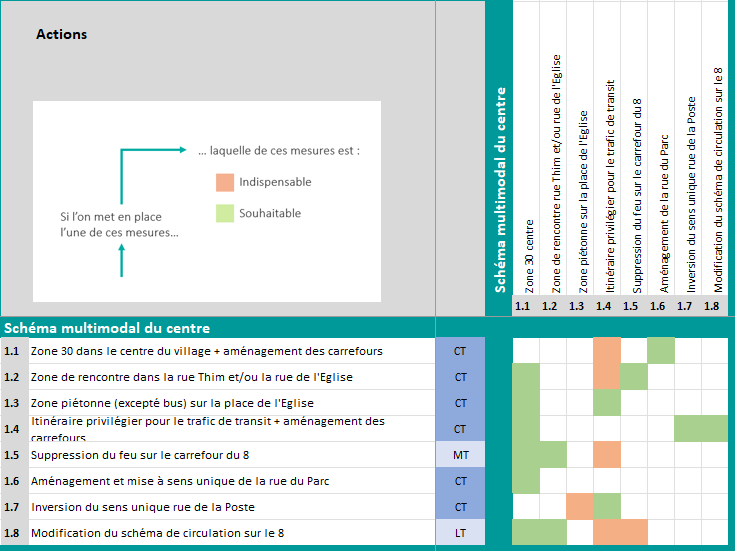 Actions
... laquelle de ces mesures est :
Indispensable
Souhaitable
Si l'on met en place
l'une de ces mesures...
Schéma multimodal du centre
Zone 30 centre
Zone de rencontre rue Thim et/ou rue de l'Eglise
Zone piétonne sur la place de l'Eglise
Itinéraire privilégier pour le trafic de transit
Suppression du feu sur le carrefour du 8
Aménagement de la rue du Parc
Inversion du sens unique rue de la Poste
Modification du schéma de circulation sur le 8
1.1 1.2 1.3 1.4 1.5 1.6 1.7 1.8
Schéma multimodal du centre
1.1 Zone 30 dans le centre du village + aménagement des carrefours CT
1.2 Zone de rencontre dans la rue Thim et/ou la rue de l'Eglise CT
1.3 Zone piétonne (excepté bus) sur la place de l'Eglise CT
1.4 Itinéraire privilégier pour le trafic de transit + aménagement des
carrefours CT
1.5 Suppression du feu sur le carrefour du 8 MT
1.6 Aménagement et mise à sens unique de la rue du Parc CT
1.7 Inversion du sens unique rue de la Poste CT
1.8 Modification du schéma de circulation sur le 8 LT